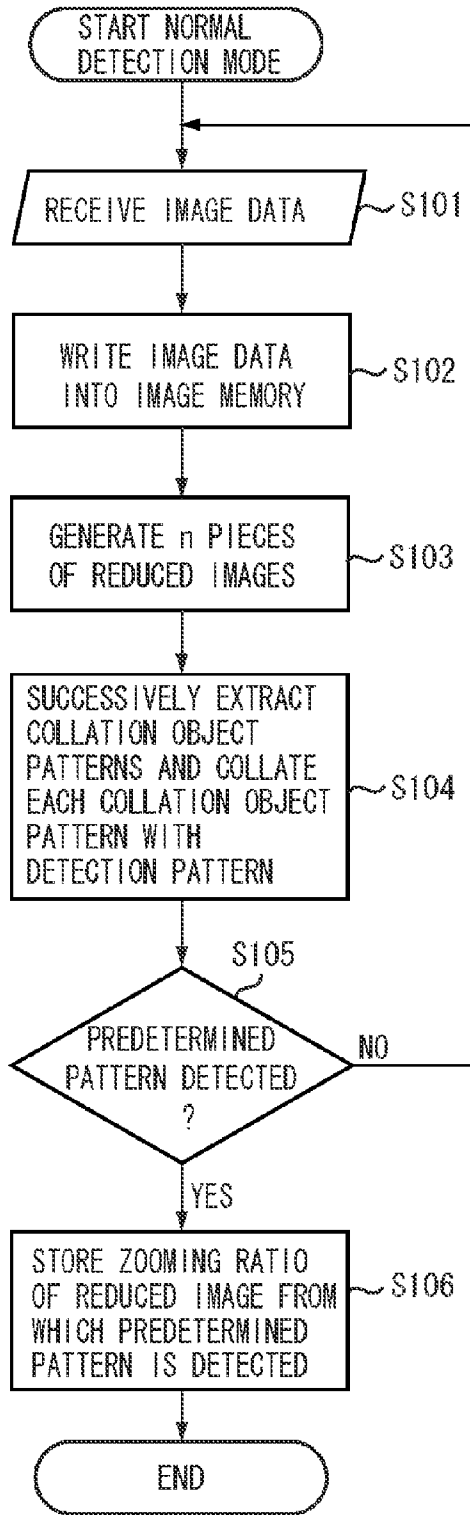 START NORMAL
DETECTION MODE
RECEIVE IMAGE DATA
S101
WRITE IMAGE DATA
INTO IMAGE MEMORY
S102
GENERATE n PIECES
OF REDUCED IMAGES
S103
SUCCESSIVELY EXTRACT
COLLATION OBJECT
PATTERNS AND COLLATE
EACH COLLATION OBJECT
PATTERN WITH
DETECTION PATTERN
S104
S105
PREDETERMINED
PATTERN DETECTED
?
NO
YES
STORE ZOOMING RATIO
OF REDUCED IMAGE FROM
WHICH PREDETERMINED
PATTERN IS DETECTED
S106
END